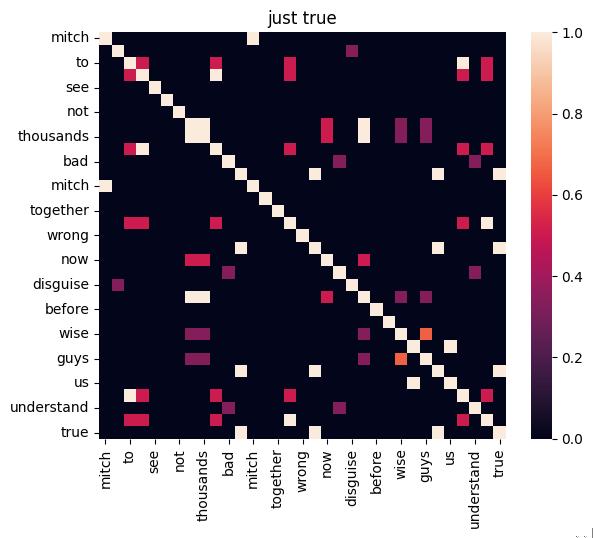 just true
mitch
to
see
not
thousands
bad
mitch
together
wrong
now
disguise
before
wise
guys
us
understand
true
mitch
to
see
not
thousands
bad
mitch
together
wrong
now
disguise
before
wise
guys
us
understand
true
1.0
0.8
0.6
0.4
0.2
0.0